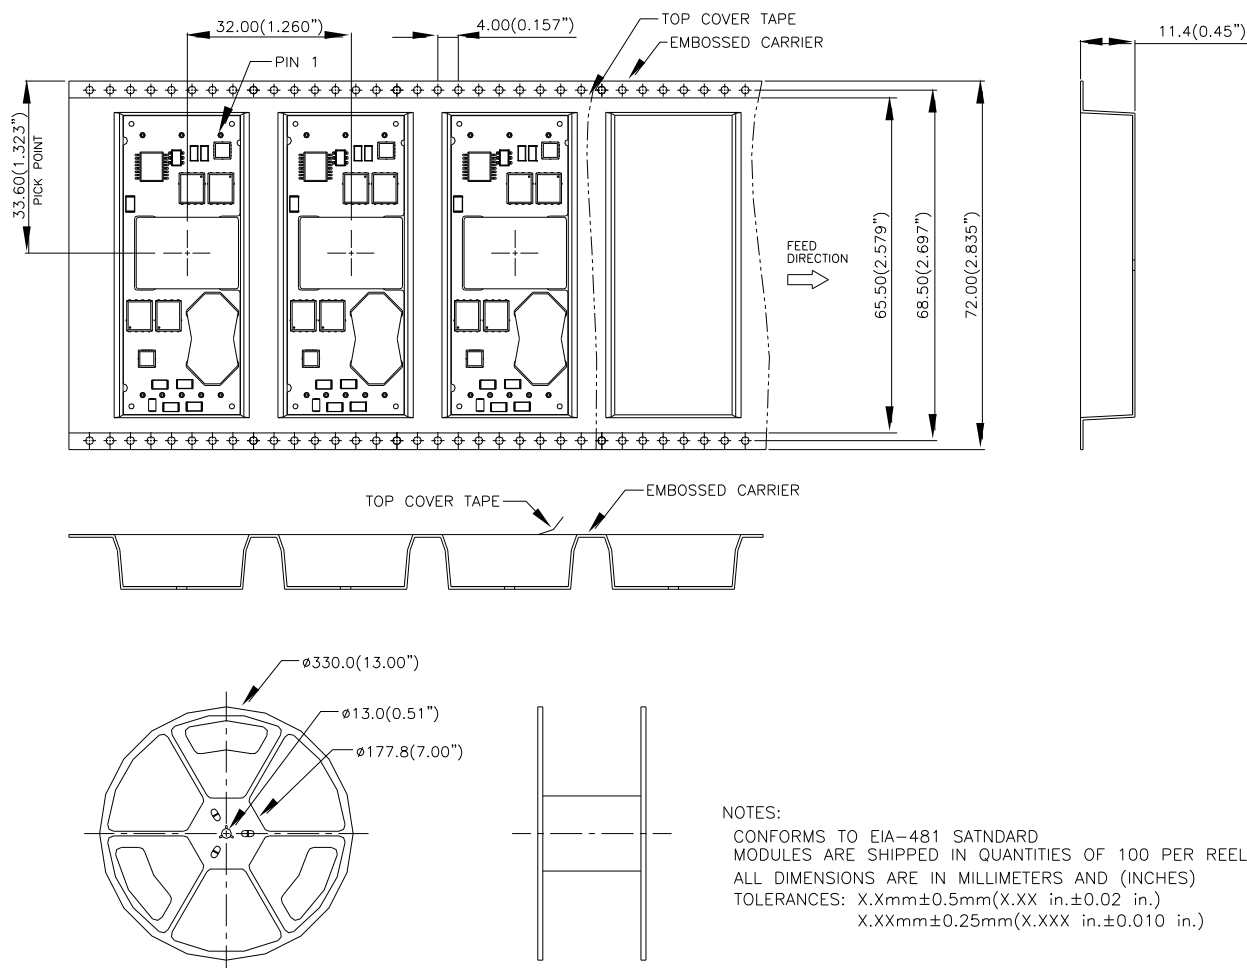 32.00(1.260”)
4.00(0.157”)
TOP COVER TAPE
EMBOSSED CARRIER
11.4(0.45”)
PIN 1
33.60(1.323”)
PICK POINT
FEED
DIRECTION
65.50(2.579”)
68.50(2.697”)
72.00(2.835”)
TOP COVER TAPE
EMBOSSED CARRIER
ø330.0(13.00”)
ø13.0(0.51”)
ø177.8(7.00”)
NOTES:
CONFORMS TO EIA–481 SATNDARD
MODULES ARE SHIPPED IN QUANTITIES OF 100 PER REEL
ALL DIMENSIONS ARE IN MILLIMETERS AND (INCHES)
TOLERANCES: X.Xmm±0.5mm(X.XX in.±0.02 in.)
X.XXmm±0.25mm(X.XXX in.±0.010 in.)